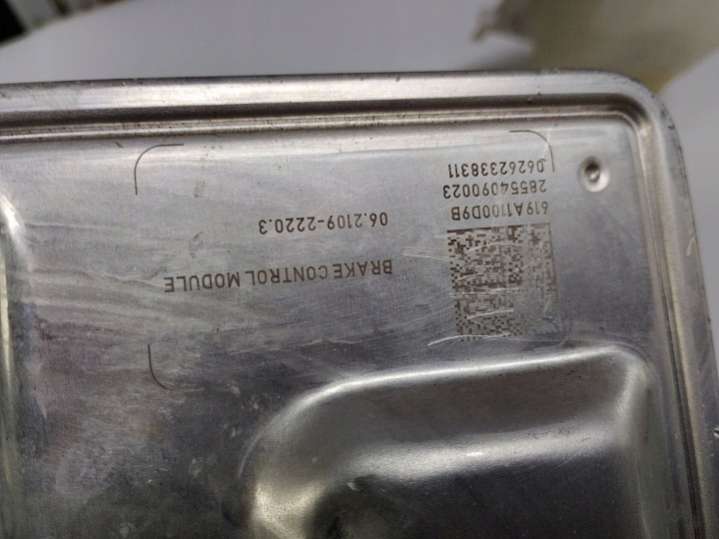 BRAKE CONTROL MODULE
06.2109-2220.3
619A1100D9B
28554090023
06262338311